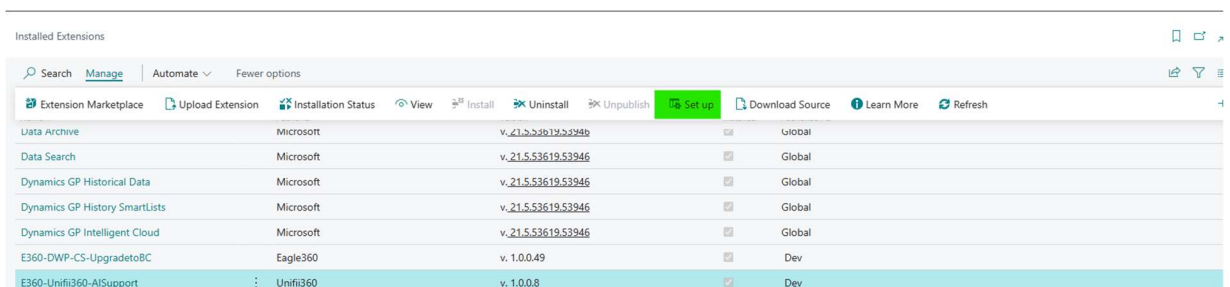 Installed Extensions
Search Manage Automate Fewer options
Extension Marketplace Upload Extension Installation Status View Install Uninstall Unpublish Set up Download Source Learn More Refresh
Data Archive Microsoft v. 21.5.53619.53946 Global
Data Search Microsoft v. 21.5.53619.53946 Global
Dynamics GP Historical Data Microsoft v. 21.5.53619.53946 Global
Dynamics GP History SmartLists Microsoft v. 21.5.53619.53946 Global
Dynamics GP Intelligent Cloud Microsoft v. 21.5.53619.53946 Global
E360-DWP-CS-UpgradetoBC Eagle360 v. 1.0.0.49 Dev
E360-Unifii360-AISupport Unifii360 v. 1.0.0.8 Dev